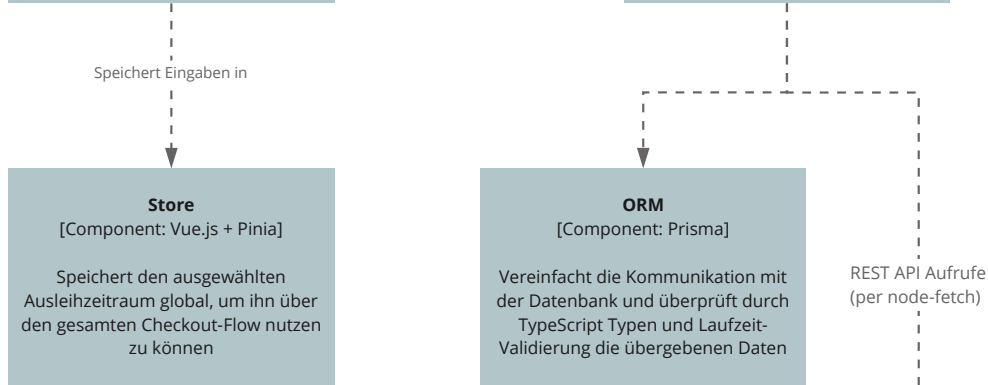 Speichert Eingaben in
Store
[Component: Vue.js + Pinia]
Speichert den ausgewählten
Ausleihzeitraum global, um ihn über
den gesamten Checkout-Flow nutzen
zu können
ORM
[Component: Prisma]
Vereinfacht die Kommunikation mit
der Datenbank und überprüft durch
TypeScript Typen und Laufzeit-
Validierung die übergebenen Daten
REST API Aufrufe
(per node-fetch)